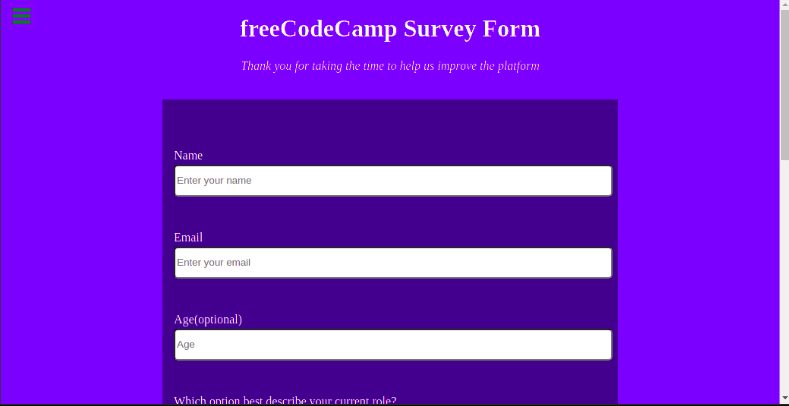 freeCodeCamp Survey Form
Thank you for taking the time to help us improve the platform
Name
Enter your name
Email
Enter your email
Age(optional)
Age
Which option best describe your current role?